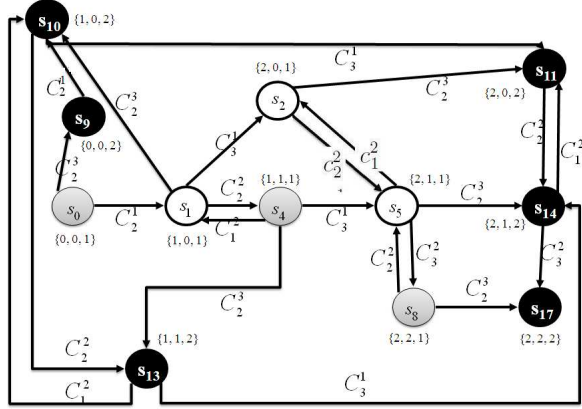 s10 {1, 0, 2}
C_3^1
s11
{2, 0, 2}
{2, 0, 1}
s2
C_2^3
C_2^1
C_2^3
s9
{0, 0, 2}
C_3^1
C_2^2
C_1^2
C_2^2
C_1^2
C_2^3
{1, 1, 1}
{2, 1, 1}
s0
C_2^1
s1
C_2^2
C_1^2
s4
C_3^1
s5
C_2^3
s14
{2, 1, 2}
{0, 0, 1}
{1, 0, 1}
C_2^2
C_3^2
C_3^2
C_2^3
s8
C_2^3
s17
{2, 2, 1}
{2, 2, 2}
{1, 1, 2}
C_2^2
s13
C_1^2
C_3^1